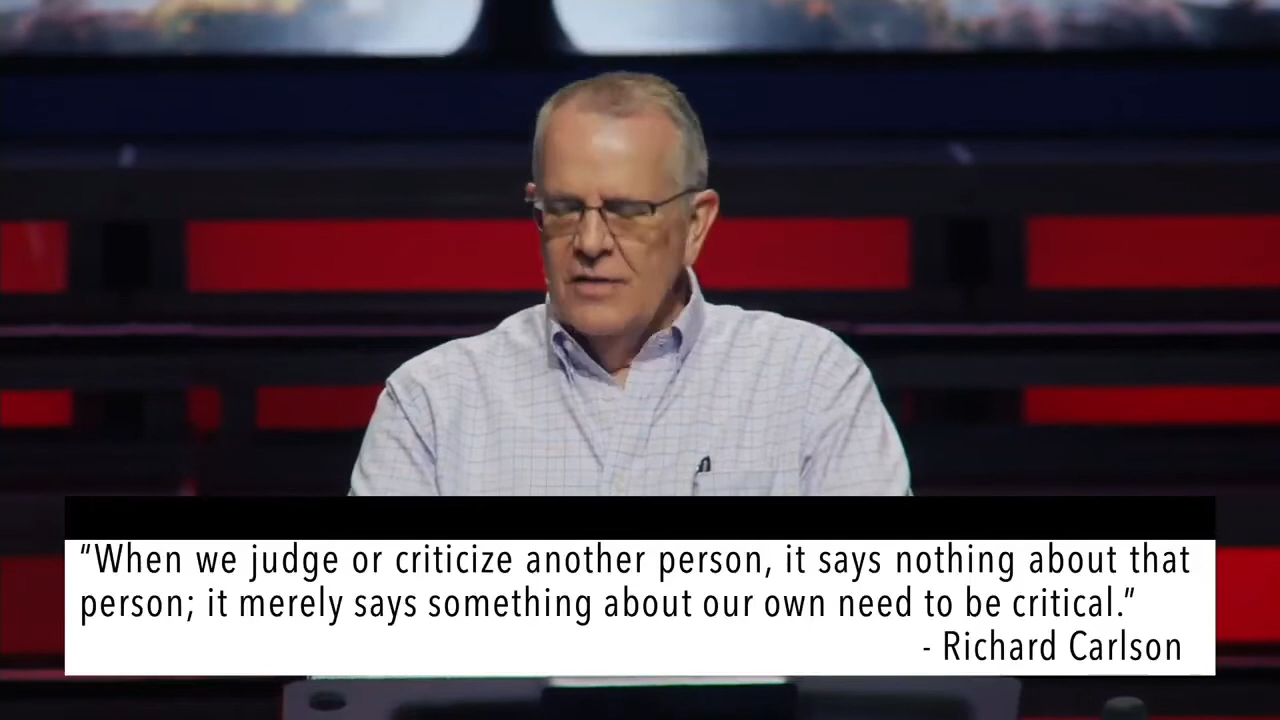 “When we judge or criticize another person, it says nothing about that
person; it merely says something about our own need to be critical.”
- Richard Carlson